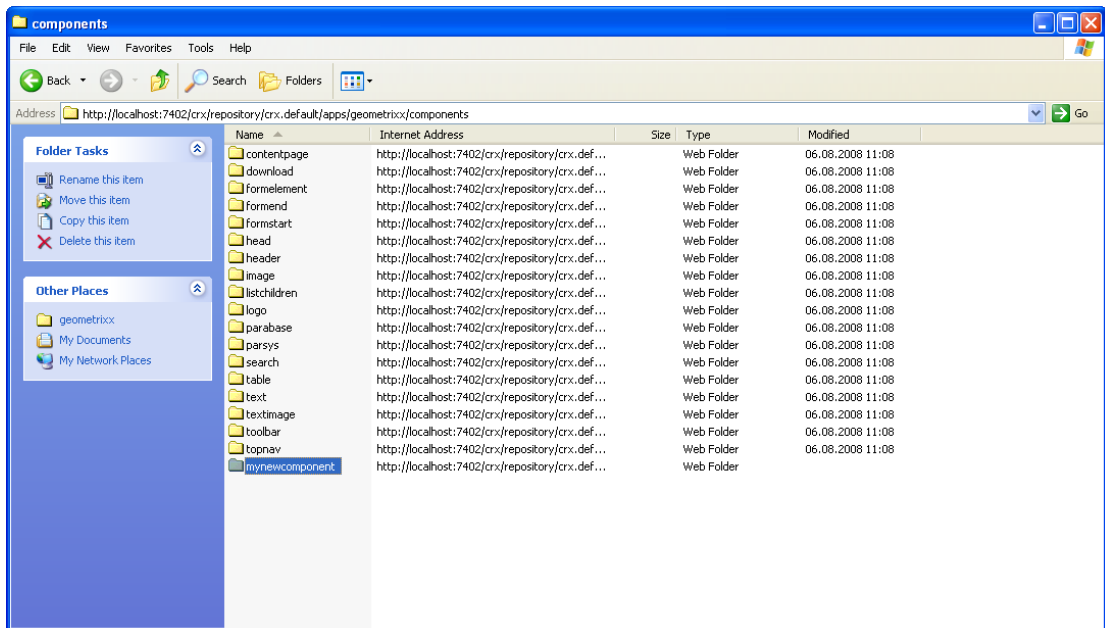 components
File Edit View Favorites Tools Help
Back Search Folders
Address http://localhost:7402/crx/repository/crx.default/apps/geometrixx/components Go
Name Internet Address Size Type Modified
Folder Tasks
Rename this item
Move this item
Copy this item
Delete this item
Other Places
geometrixx
My Documents
My Network Places
contentpage http://localhost:7402/crx/repository/crx.def... Web Folder 06.08.2008 11:08
download http://localhost:7402/crx/repository/crx.def... Web Folder 06.08.2008 11:08
formelement http://localhost:7402/crx/repository/crx.def... Web Folder 06.08.2008 11:08
formend http://localhost:7402/crx/repository/crx.def... Web Folder 06.08.2008 11:08
formstart http://localhost:7402/crx/repository/crx.def... Web Folder 06.08.2008 11:08
head http://localhost:7402/crx/repository/crx.def... Web Folder 06.08.2008 11:08
header http://localhost:7402/crx/repository/crx.def... Web Folder 06.08.2008 11:08
image http://localhost:7402/crx/repository/crx.def... Web Folder 06.08.2008 11:08
listchildren http://localhost:7402/crx/repository/crx.def... Web Folder 06.08.2008 11:08
logo http://localhost:7402/crx/repository/crx.def... Web Folder 06.08.2008 11:08
parabase http://localhost:7402/crx/repository/crx.def... Web Folder 06.08.2008 11:08
parsys http://localhost:7402/crx/repository/crx.def... Web Folder 06.08.2008 11:08
search http://localhost:7402/crx/repository/crx.def... Web Folder 06.08.2008 11:08
table http://localhost:7402/crx/repository/crx.def... Web Folder 06.08.2008 11:08
text http://localhost:7402/crx/repository/crx.def... Web Folder 06.08.2008 11:08
textimage http://localhost:7402/crx/repository/crx.def... Web Folder 06.08.2008 11:08
toolbar http://localhost:7402/crx/repository/crx.def... Web Folder 06.08.2008 11:08
topnav http://localhost:7402/crx/repository/crx.def... Web Folder 06.08.2008 11:08
mynewcomponent http://localhost:7402/crx/repository/crx.def... Web Folder